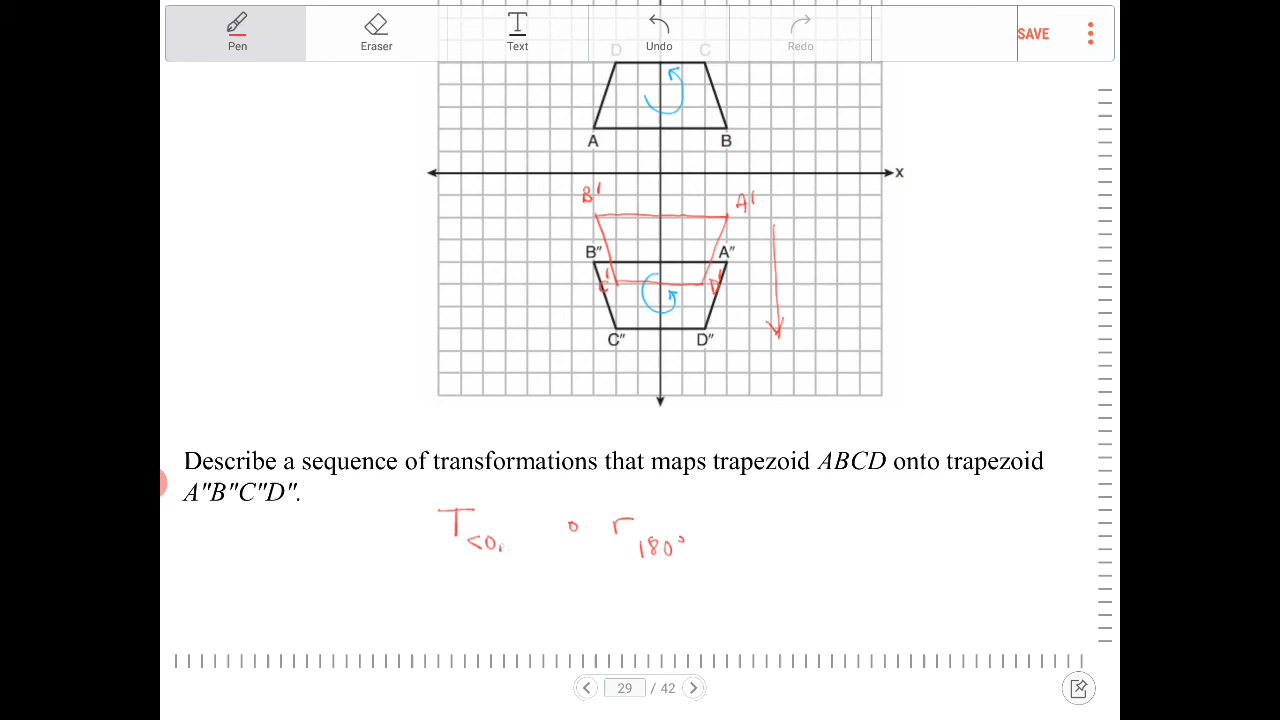 Pen Eraser Text Undo Redo SAVE
D C
A B
x
B' A'
B″ A″
C' D'
C″ D″
Describe a sequence of transformations that maps trapezoid ABCD onto trapezoid
A″B″C″D″.
T<0, ∘ r180°
29 / 42